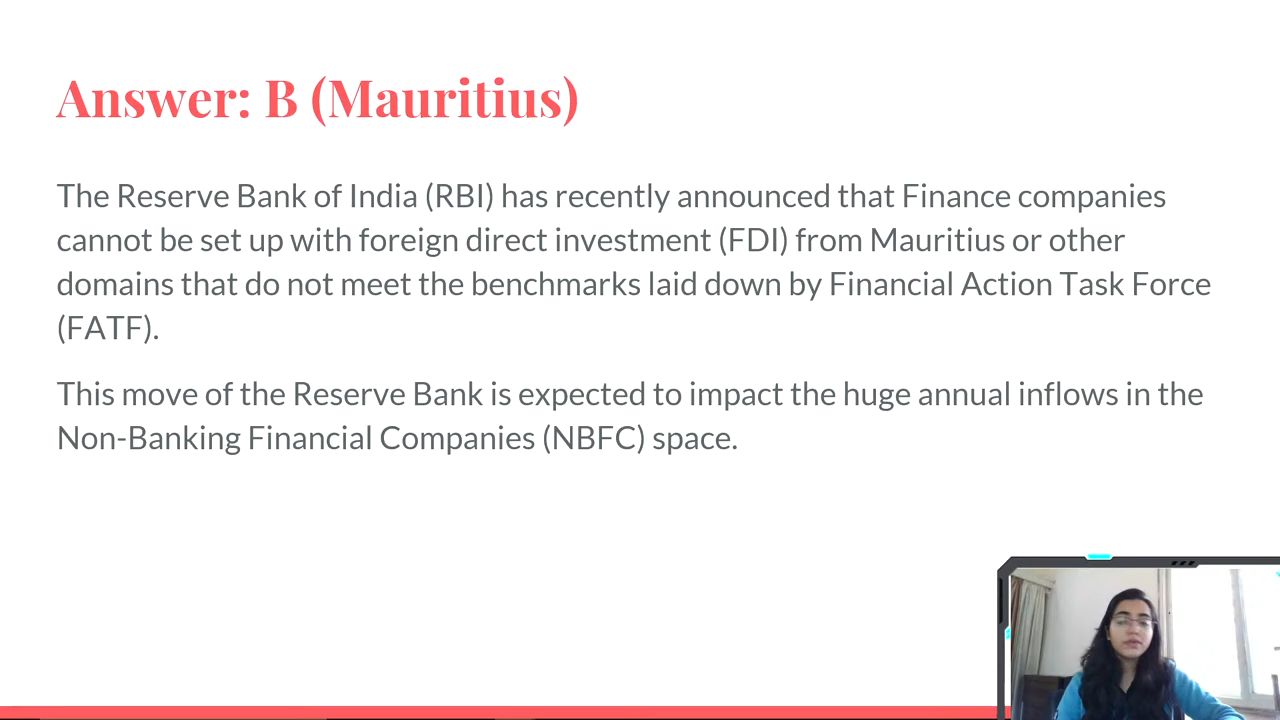 Answer: B (Mauritius)
The Reserve Bank of India (RBI) has recently announced that Finance companies
cannot be set up with foreign direct investment (FDI) from Mauritius or other
domains that do not meet the benchmarks laid down by Financial Action Task Force
(FATF).
This move of the Reserve Bank is expected to impact the huge annual inflows in the
Non-Banking Financial Companies (NBFC) space.